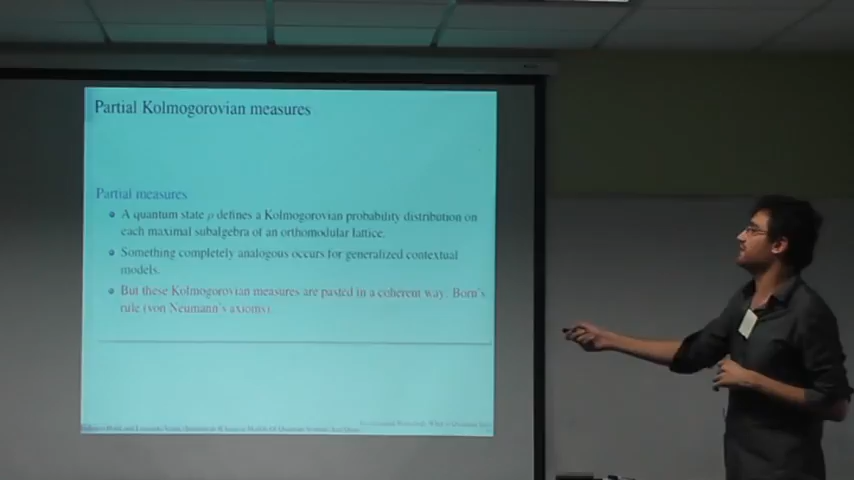 Partial Kolmogorovian measures
Partial measures
A quantum state ρ defines a Kolmogorovian probability distribution on
each maximal subalgebra of an orthomodular lattice.
Something completely analogous occurs for generalized contextual
models.
But these Kolmogorovian measures are pasted in a coherent way. Born's
rule (von Neumann's axioms).